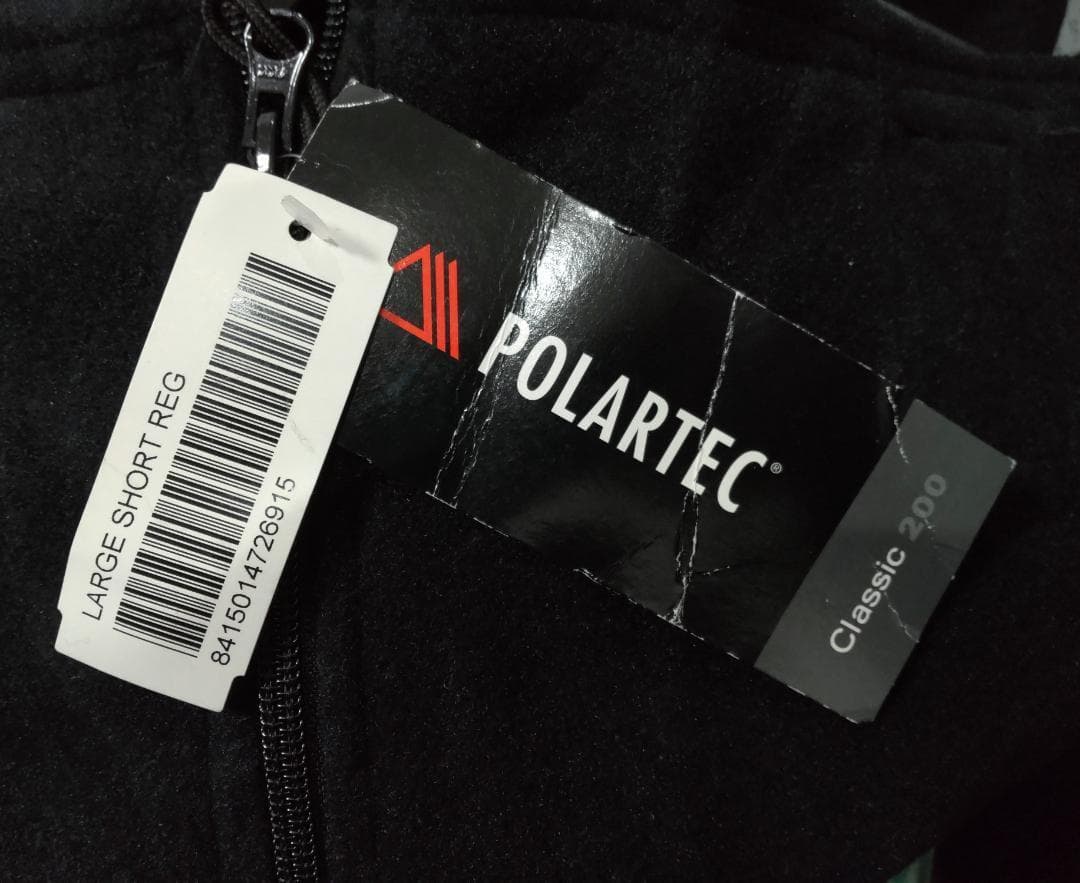 LARGE SHORT REG
8415014726915
POLARTEC®
Classic 200